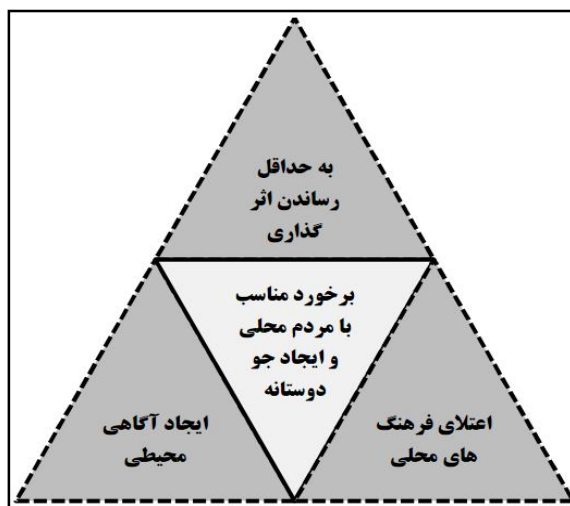 به حداقل
رساندن اثر
گذاری
برخورد مناسب
با مردم محلی
و ایجاد جو
دوستانه
اعتلای فرهنگ
های محلی
ایجاد آگاهی
محیطی